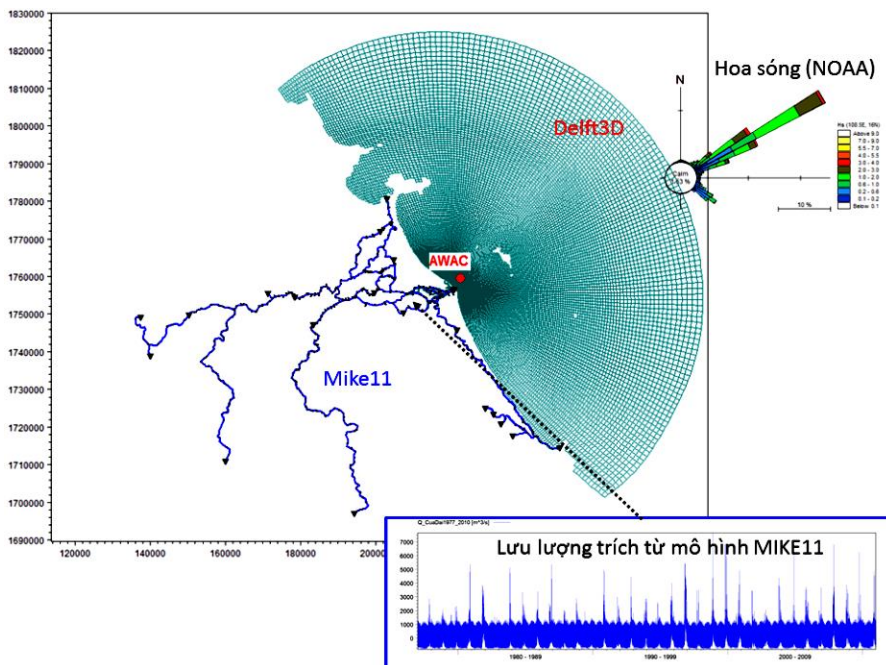 1830000
1820000
1810000
1800000
1790000
1780000
1770000
1760000
1750000
1740000
1730000
1720000
1710000
1700000
1690000
120000
140000
160000
180000
Delft3D
AWAC
Mike11
N
Hoa sóng (NOAA)
Calm
10 %
Above 9.0
7.0 - 9.0
5.5 - 7.0
4.0 - 5.5
3.0 - 4.0
2.0 - 3.0
1.0 - 2.0
0.2 - 0.6
0.1 - 0.2
Below 0.1
Q_CuaDai1977_2010 [m^3/s]
Lưu lượng trích từ mô hình MIKE11
7000
6000
5000
4000
3000
2000
1000
0
1980 - 1989
1990 - 1999
2000 - 2009